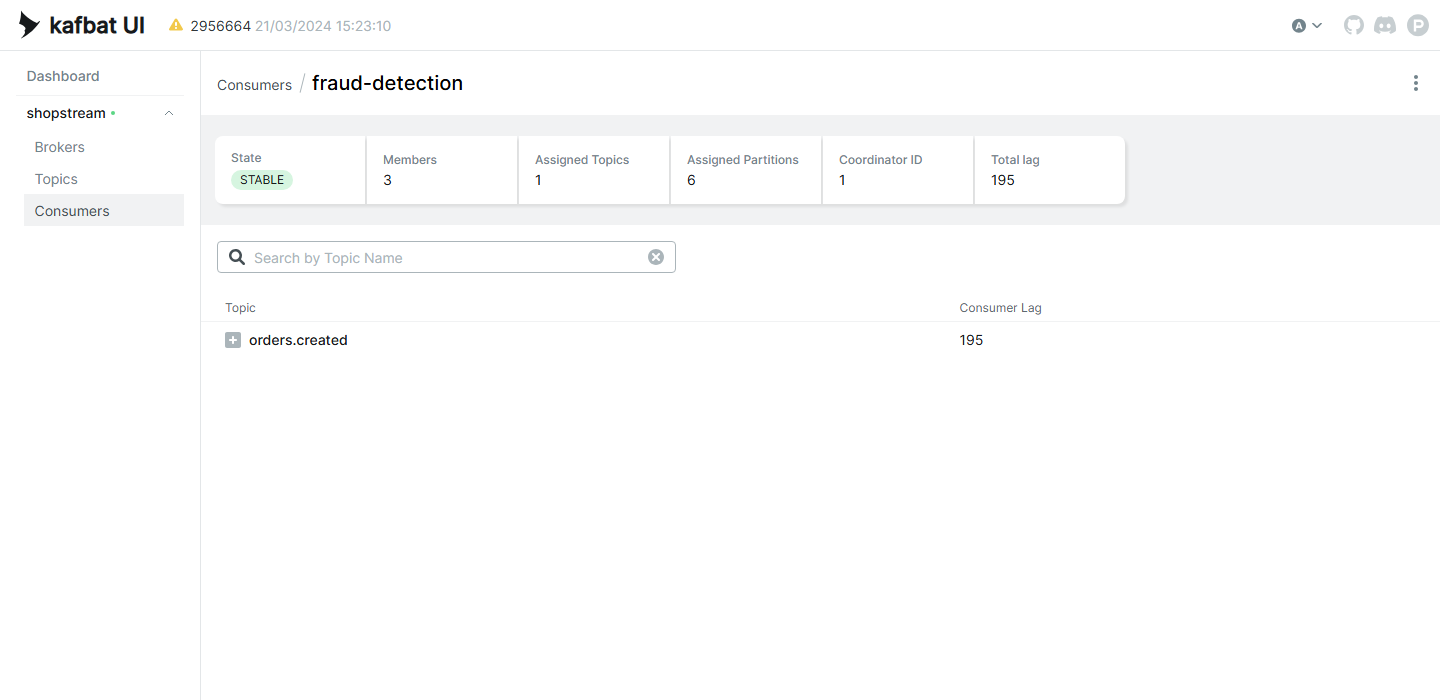 kafbat UI 2956664 21/03/2024 15:23:10 A
Dashboard
shopstream
Brokers
Topics
Consumers
Consumers / fraud-detection
State Members Assigned Topics Assigned Partitions Coordinator ID Total lag
STABLE 3 1 6 1 195
Search by Topic Name
Topic Consumer Lag
orders.created 195